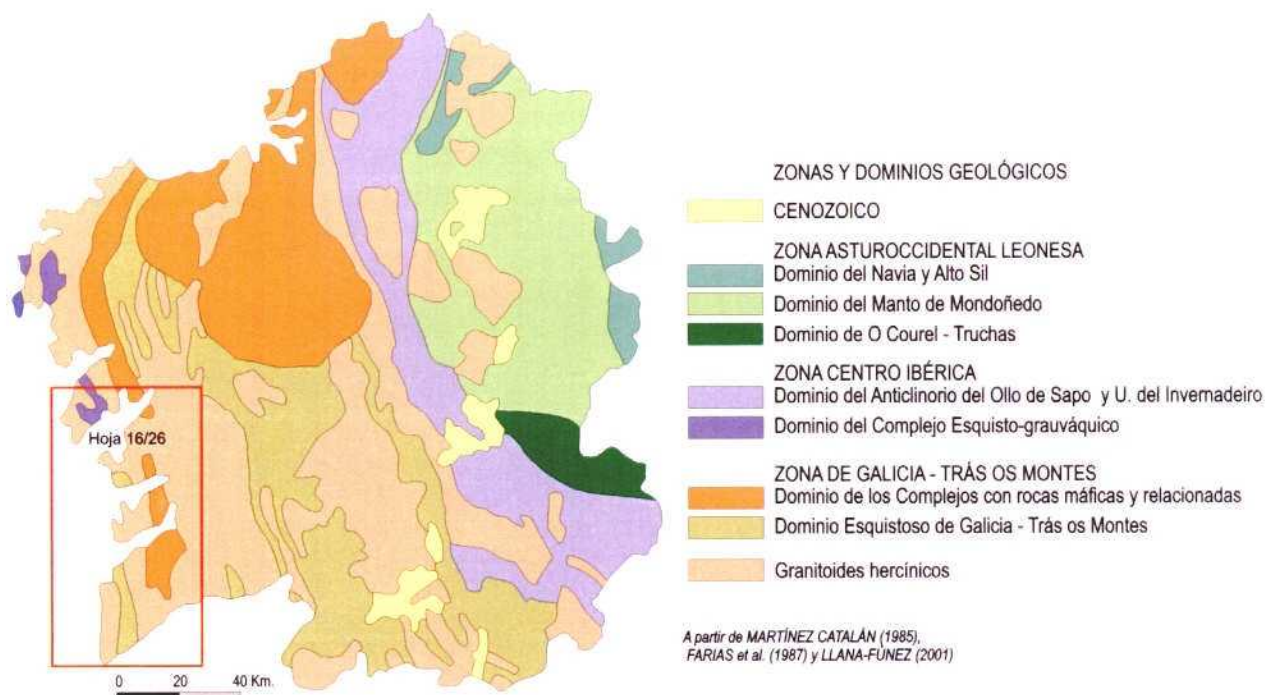 ZONAS Y DOMINIOS GEOLÓGICOS
CENOZOICO
ZONA ASTUROCCIDENTAL LEONESA
Dominio del Navia y Alto Sil
Dominio del Manto de Mondoñedo
Dominio de O Courel - Truchas
ZONA CENTRO IBÉRICA
Dominio del Anticlinorio del Ollo de Sapo y U. del Invernadeiro
Dominio del Complejo Esquisto-grauváquico
ZONA DE GALICIA - TRÁS OS MONTES
Dominio de los Complejos con rocas máficas y relacionadas
Dominio Esquistoso de Galicia - Trás os Montes
Granitoides hercínicos
A partir de MARTÍNEZ CATALÁN (1985),
FARIAS et al. (1987) y LLANA-FÚNEZ (2001)
Hoja 16/26
0 20 40 Km.